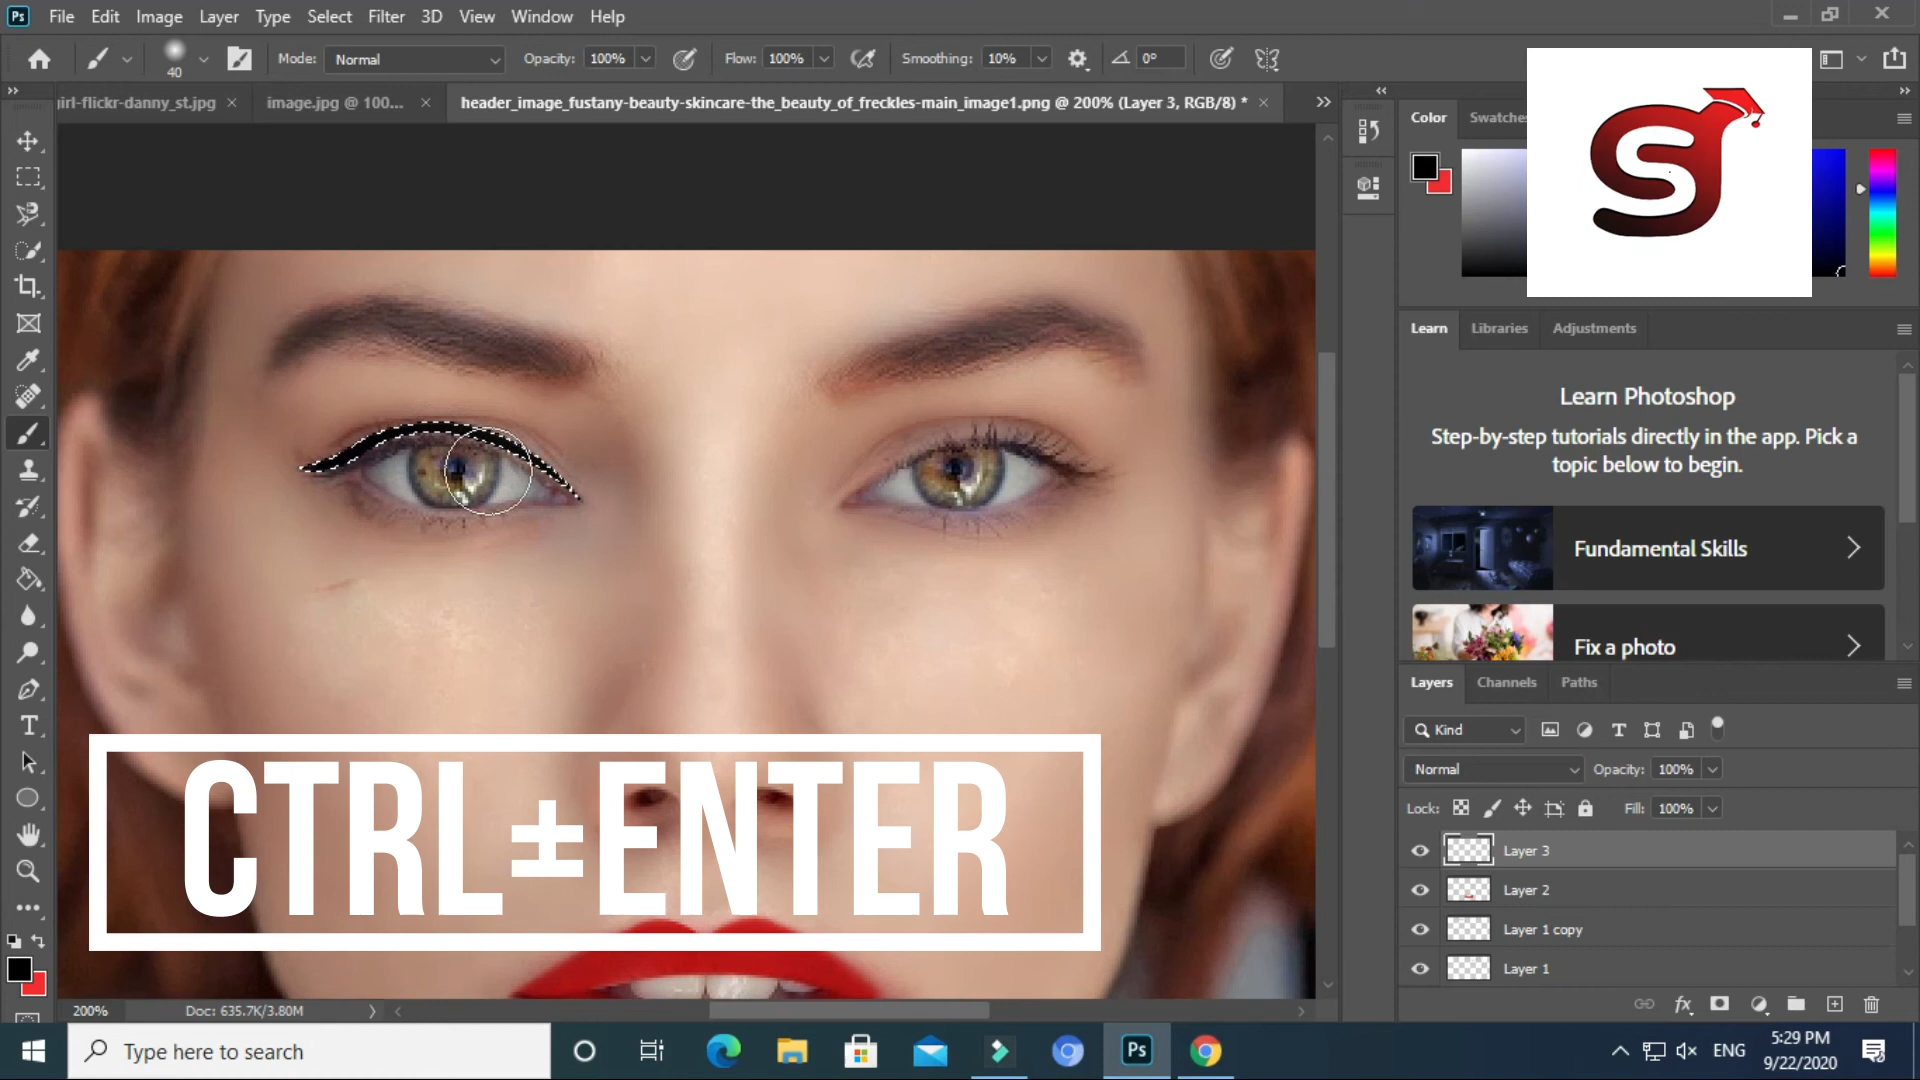 Ps File Edit Image Layer Type Select Filter 3D View Window Help
40 Mode: Normal Opacity: 100% Flow: 100% Smoothing: 10% 0°
girl-flickr-danny_st.jpg image.jpg @ 100... header_image_fustany-beauty-skincare-the_beauty_of_freckles-main_image1.png @ 200% (Layer 3, RGB/8) *
Color Swatches
Learn Libraries Adjustments
Learn Photoshop
Step-by-step tutorials directly in the app. Pick a
topic below to begin.
Fundamental Skills
Fix a photo
Layers Channels Paths
Kind
Normal Opacity: 100%
Lock: Fill: 100%
Layer 3
Layer 2
Layer 1 copy
Layer 1
CTRL+ENTER
200% Doc: 635.7K/3.80M
Type here to search
Ps
ENG
5:29 PM
9/22/2020